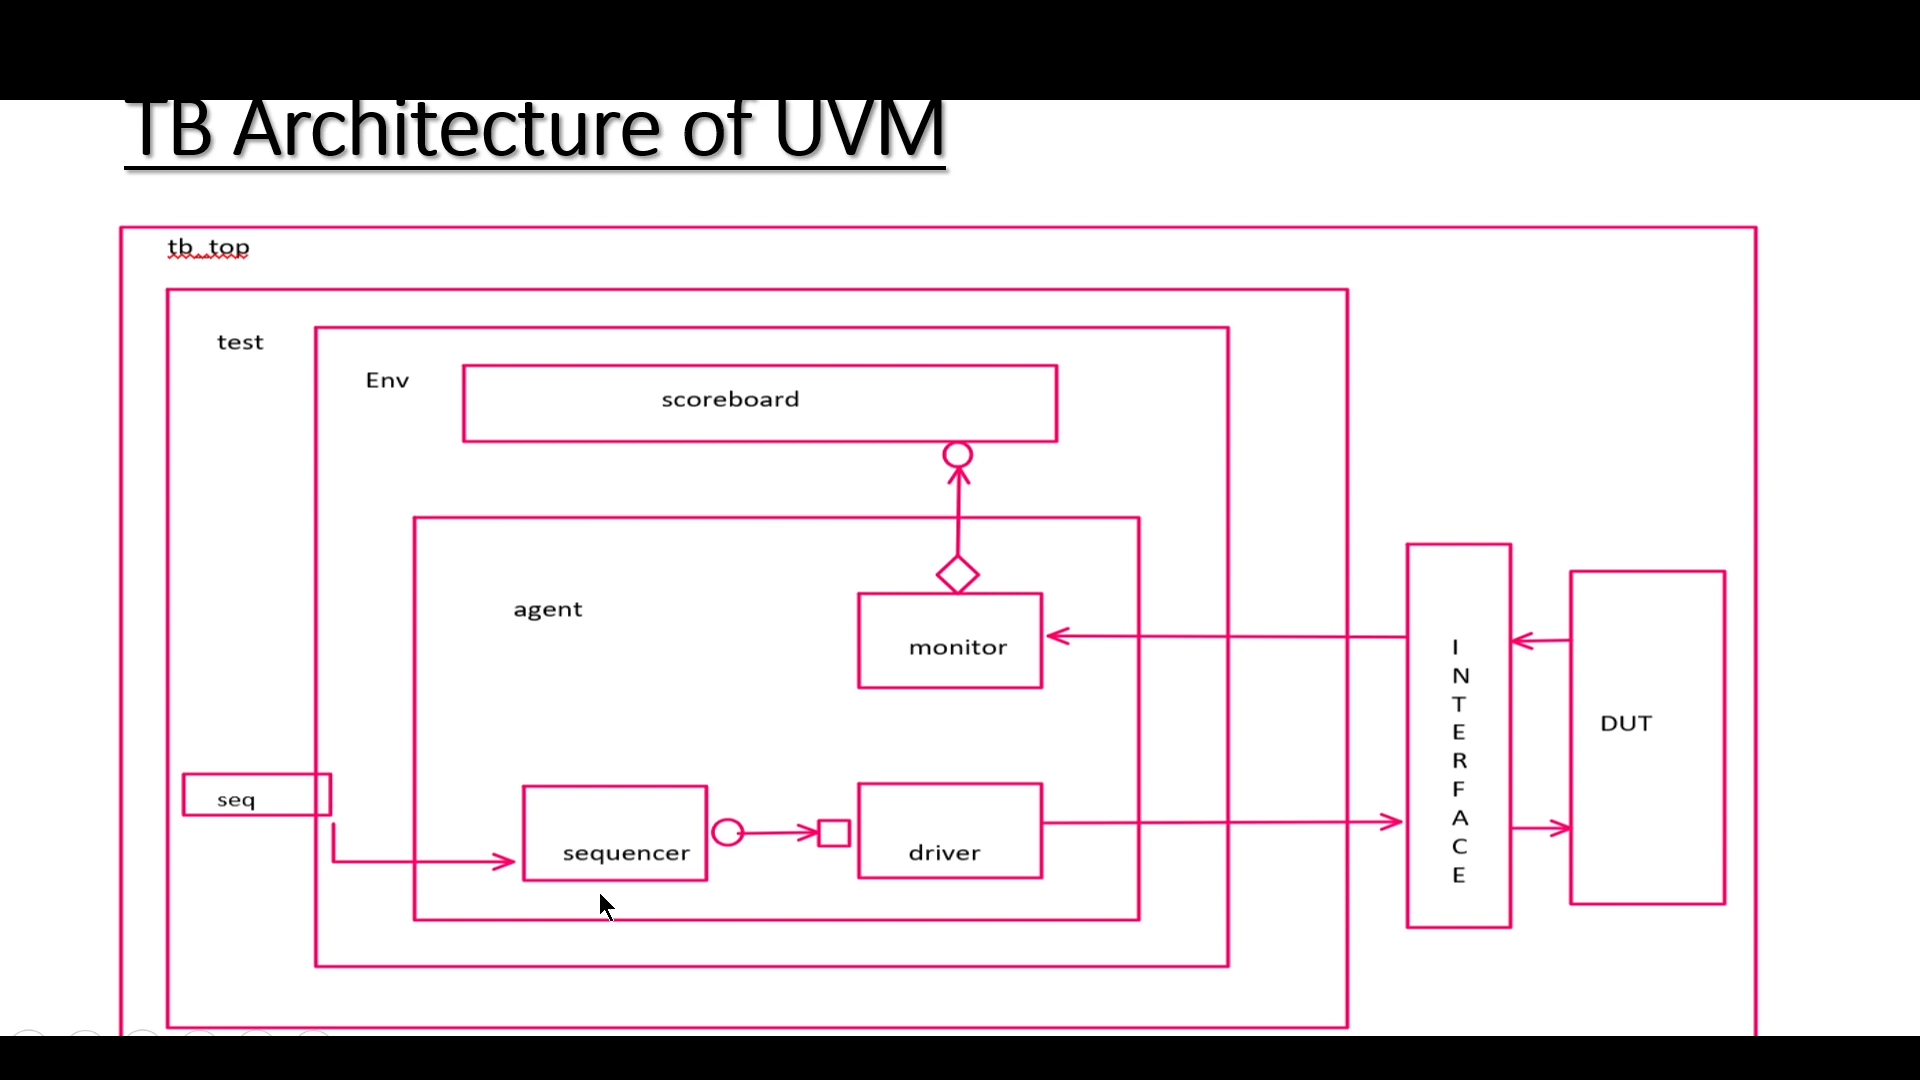 TB Architecture of UVM
tb_top
test
Env
scoreboard
agent
monitor
I
N
T
E
R
F
A
C
E
DUT
seq
sequencer
driver